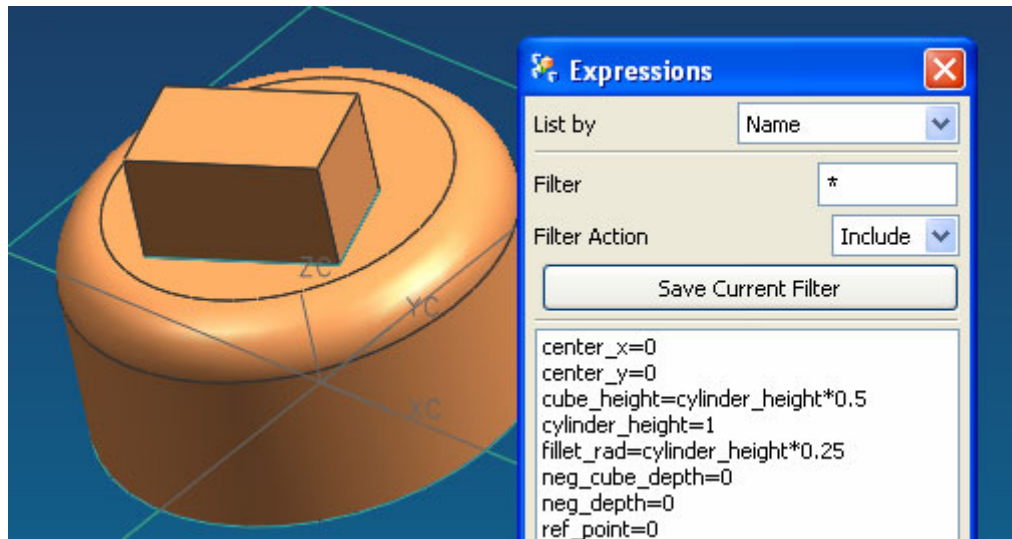 ZC
YC
XC
Expressions
List by Name
Filter *
Filter Action Include
Save Current Filter
center_x=0
center_y=0
cube_height=cylinder_height*0.5
cylinder_height=1
fillet_rad=cylinder_height*0.25
neg_cube_depth=0
neg_depth=0
ref_point=0